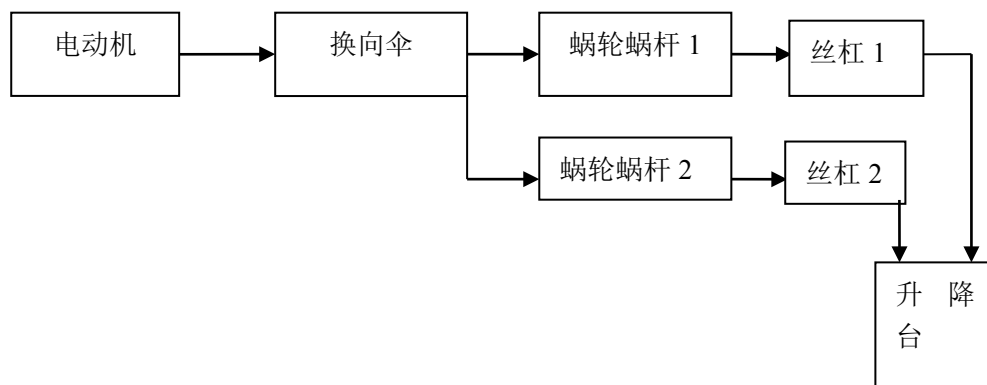 电动机
换向伞
蜗轮蜗杆 1
丝杠 1
蜗轮蜗杆 2
丝杠 2
升 降
台